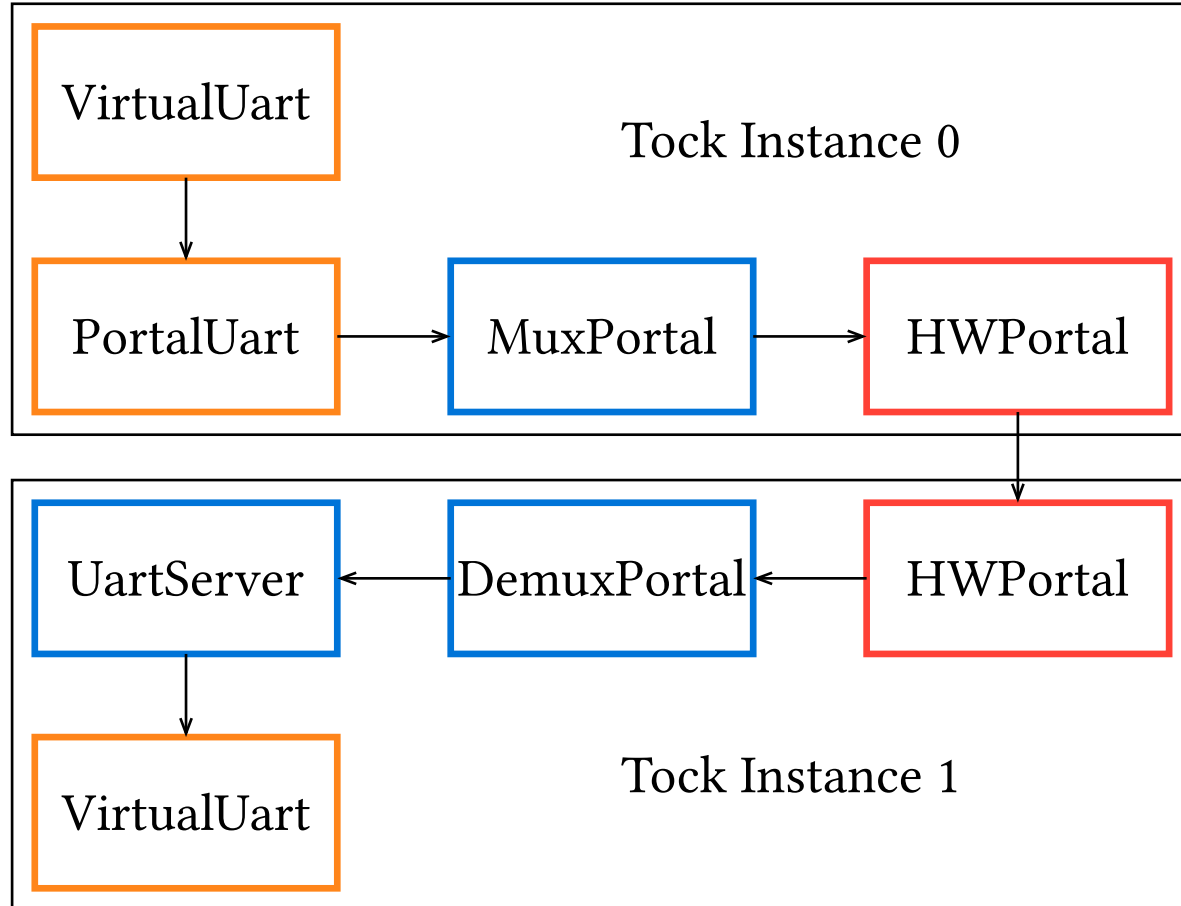 VirtualUart
Tock Instance 0
PortalUart
MuxPortal
HWPortal
UartServer
DemuxPortal
HWPortal
Tock Instance 1
VirtualUart